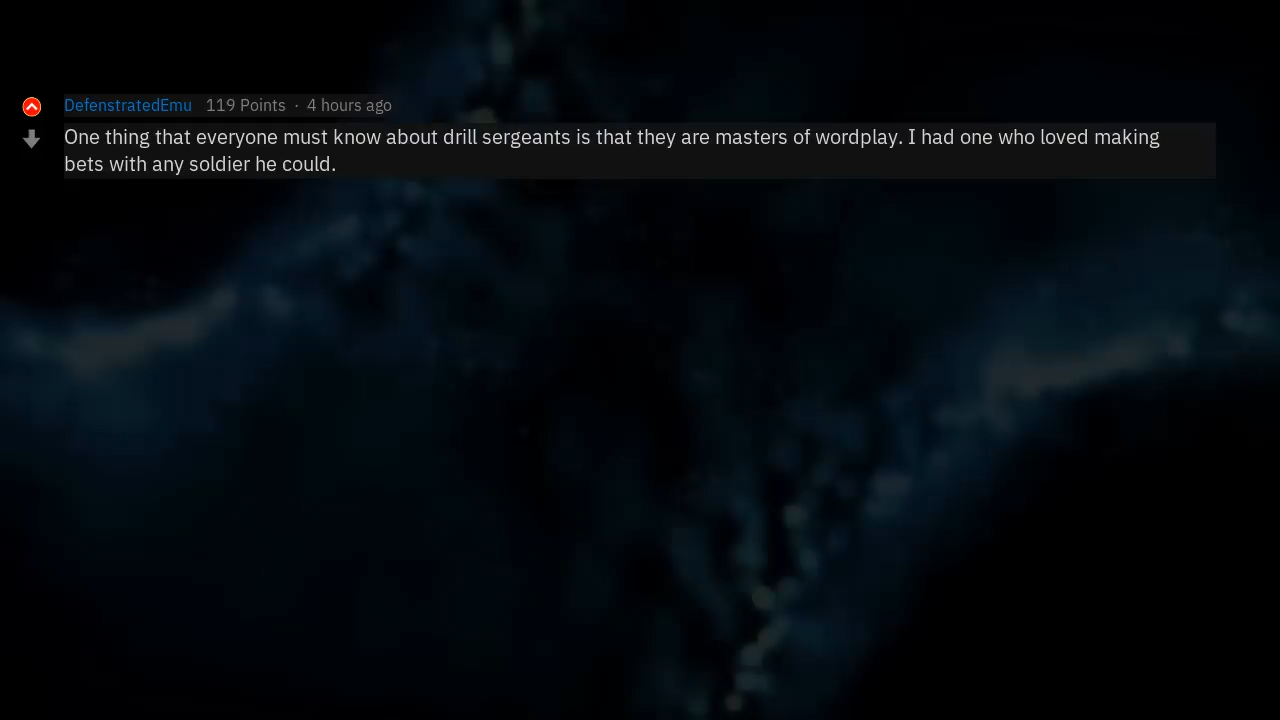 DefenstratedEmu 119 Points · 4 hours ago
One thing that everyone must know about drill sergeants is that they are masters of wordplay. I had one who loved making
bets with any soldier he could.